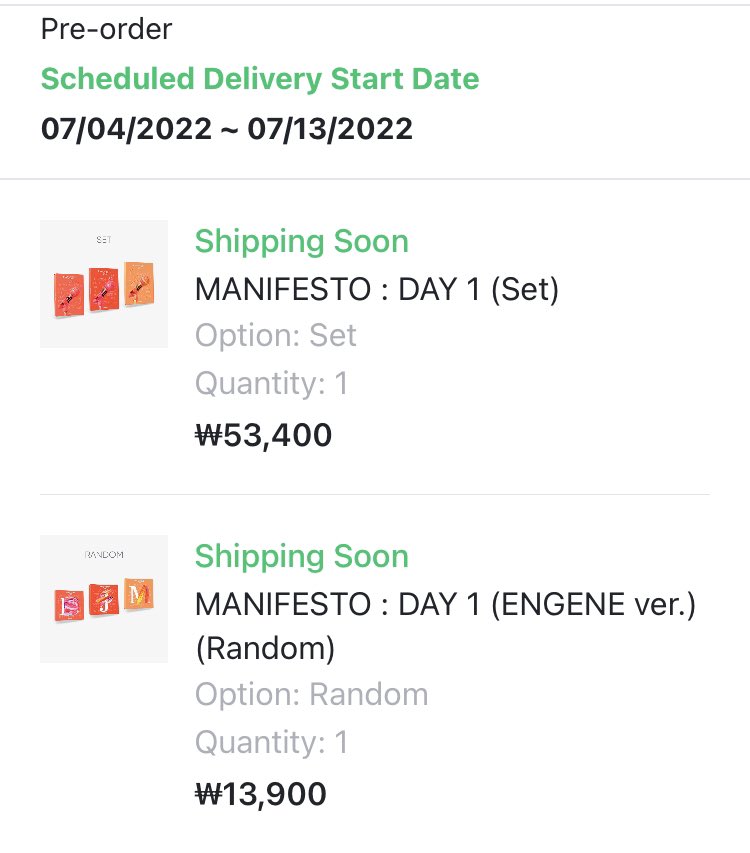 Pre-order
Scheduled Delivery Start Date
07/04/2022 ~ 07/13/2022
SET
Shipping Soon
MANIFESTO : DAY 1 (Set)
Option: Set
Quantity: 1
₩53,400
RANDOM
Shipping Soon
MANIFESTO : DAY 1 (ENGENE ver.)
(Random)
Option: Random
Quantity: 1
₩13,900